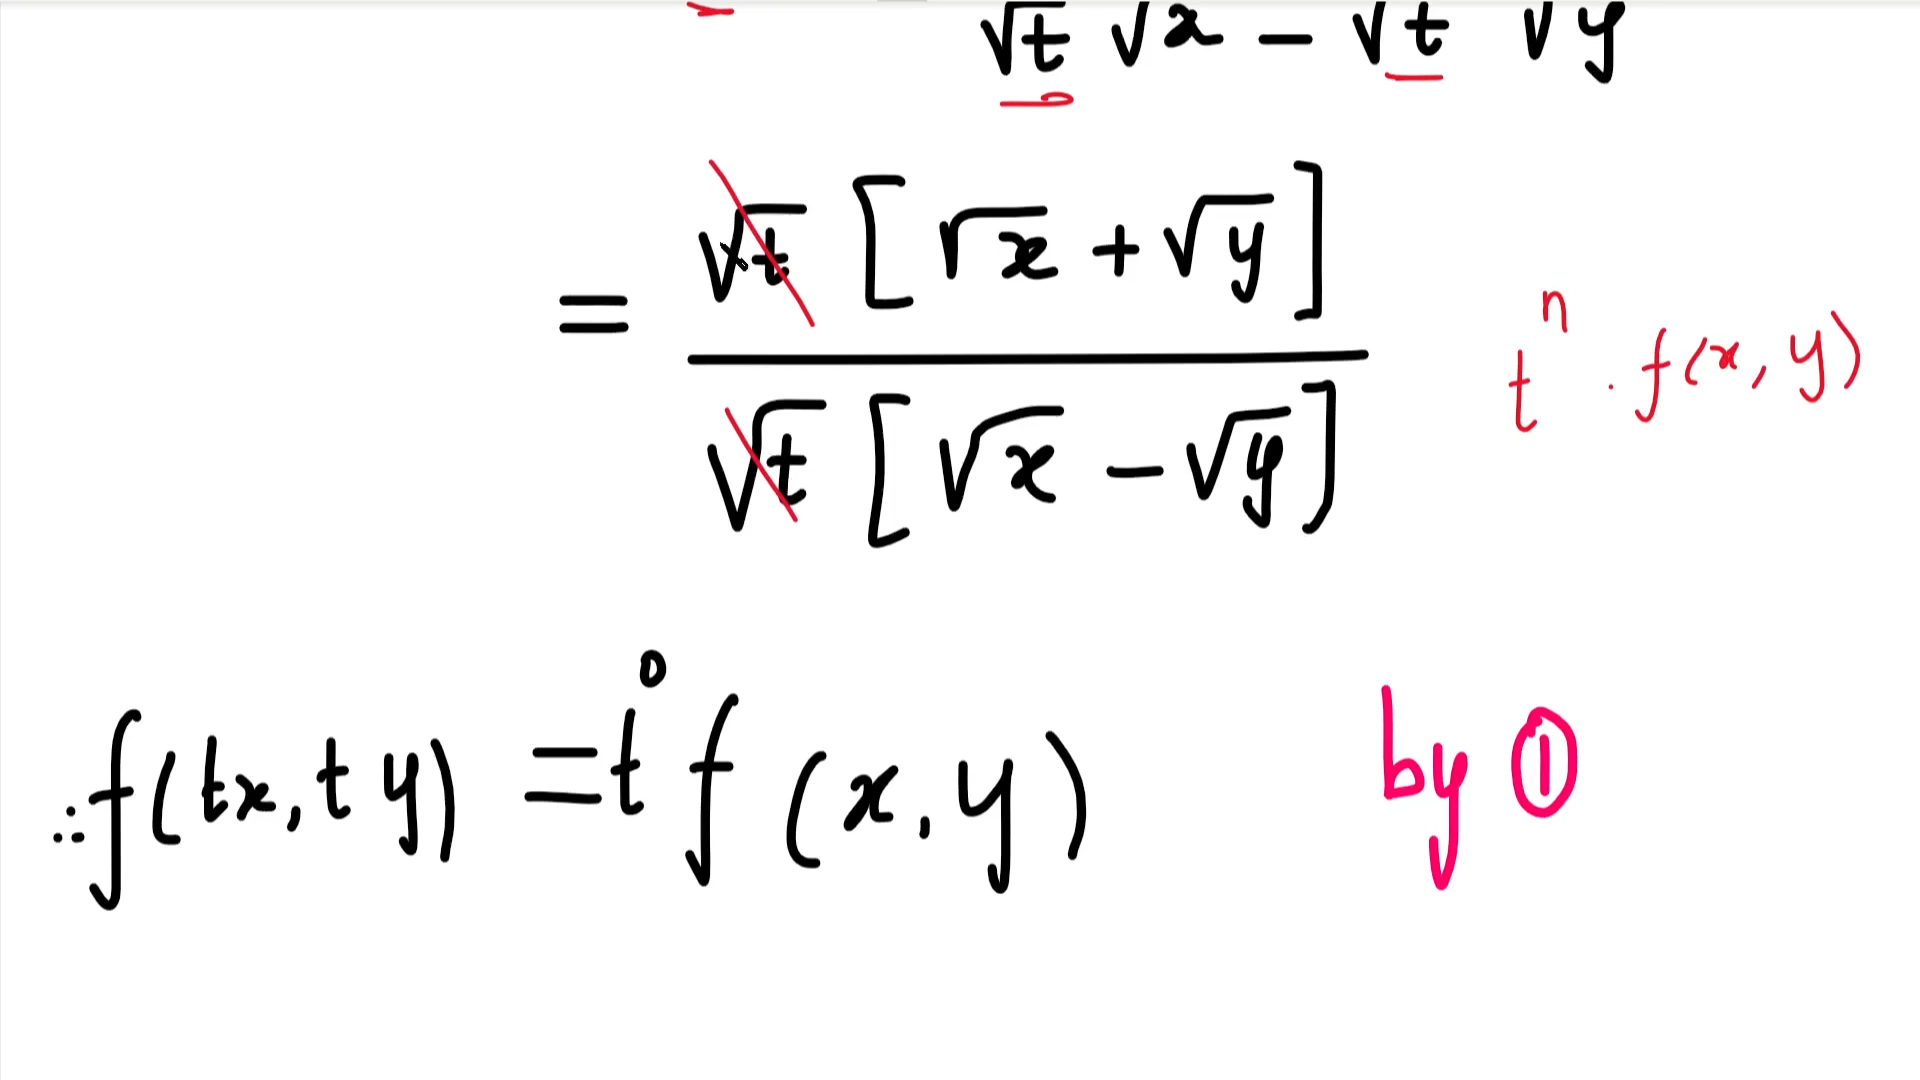 √t √x − √t √y
= √t [√x + √y]
√t [√x − √y]
tⁿ . f(x, y)
∴ f(tx, ty) = t⁰ f(x, y) by ①